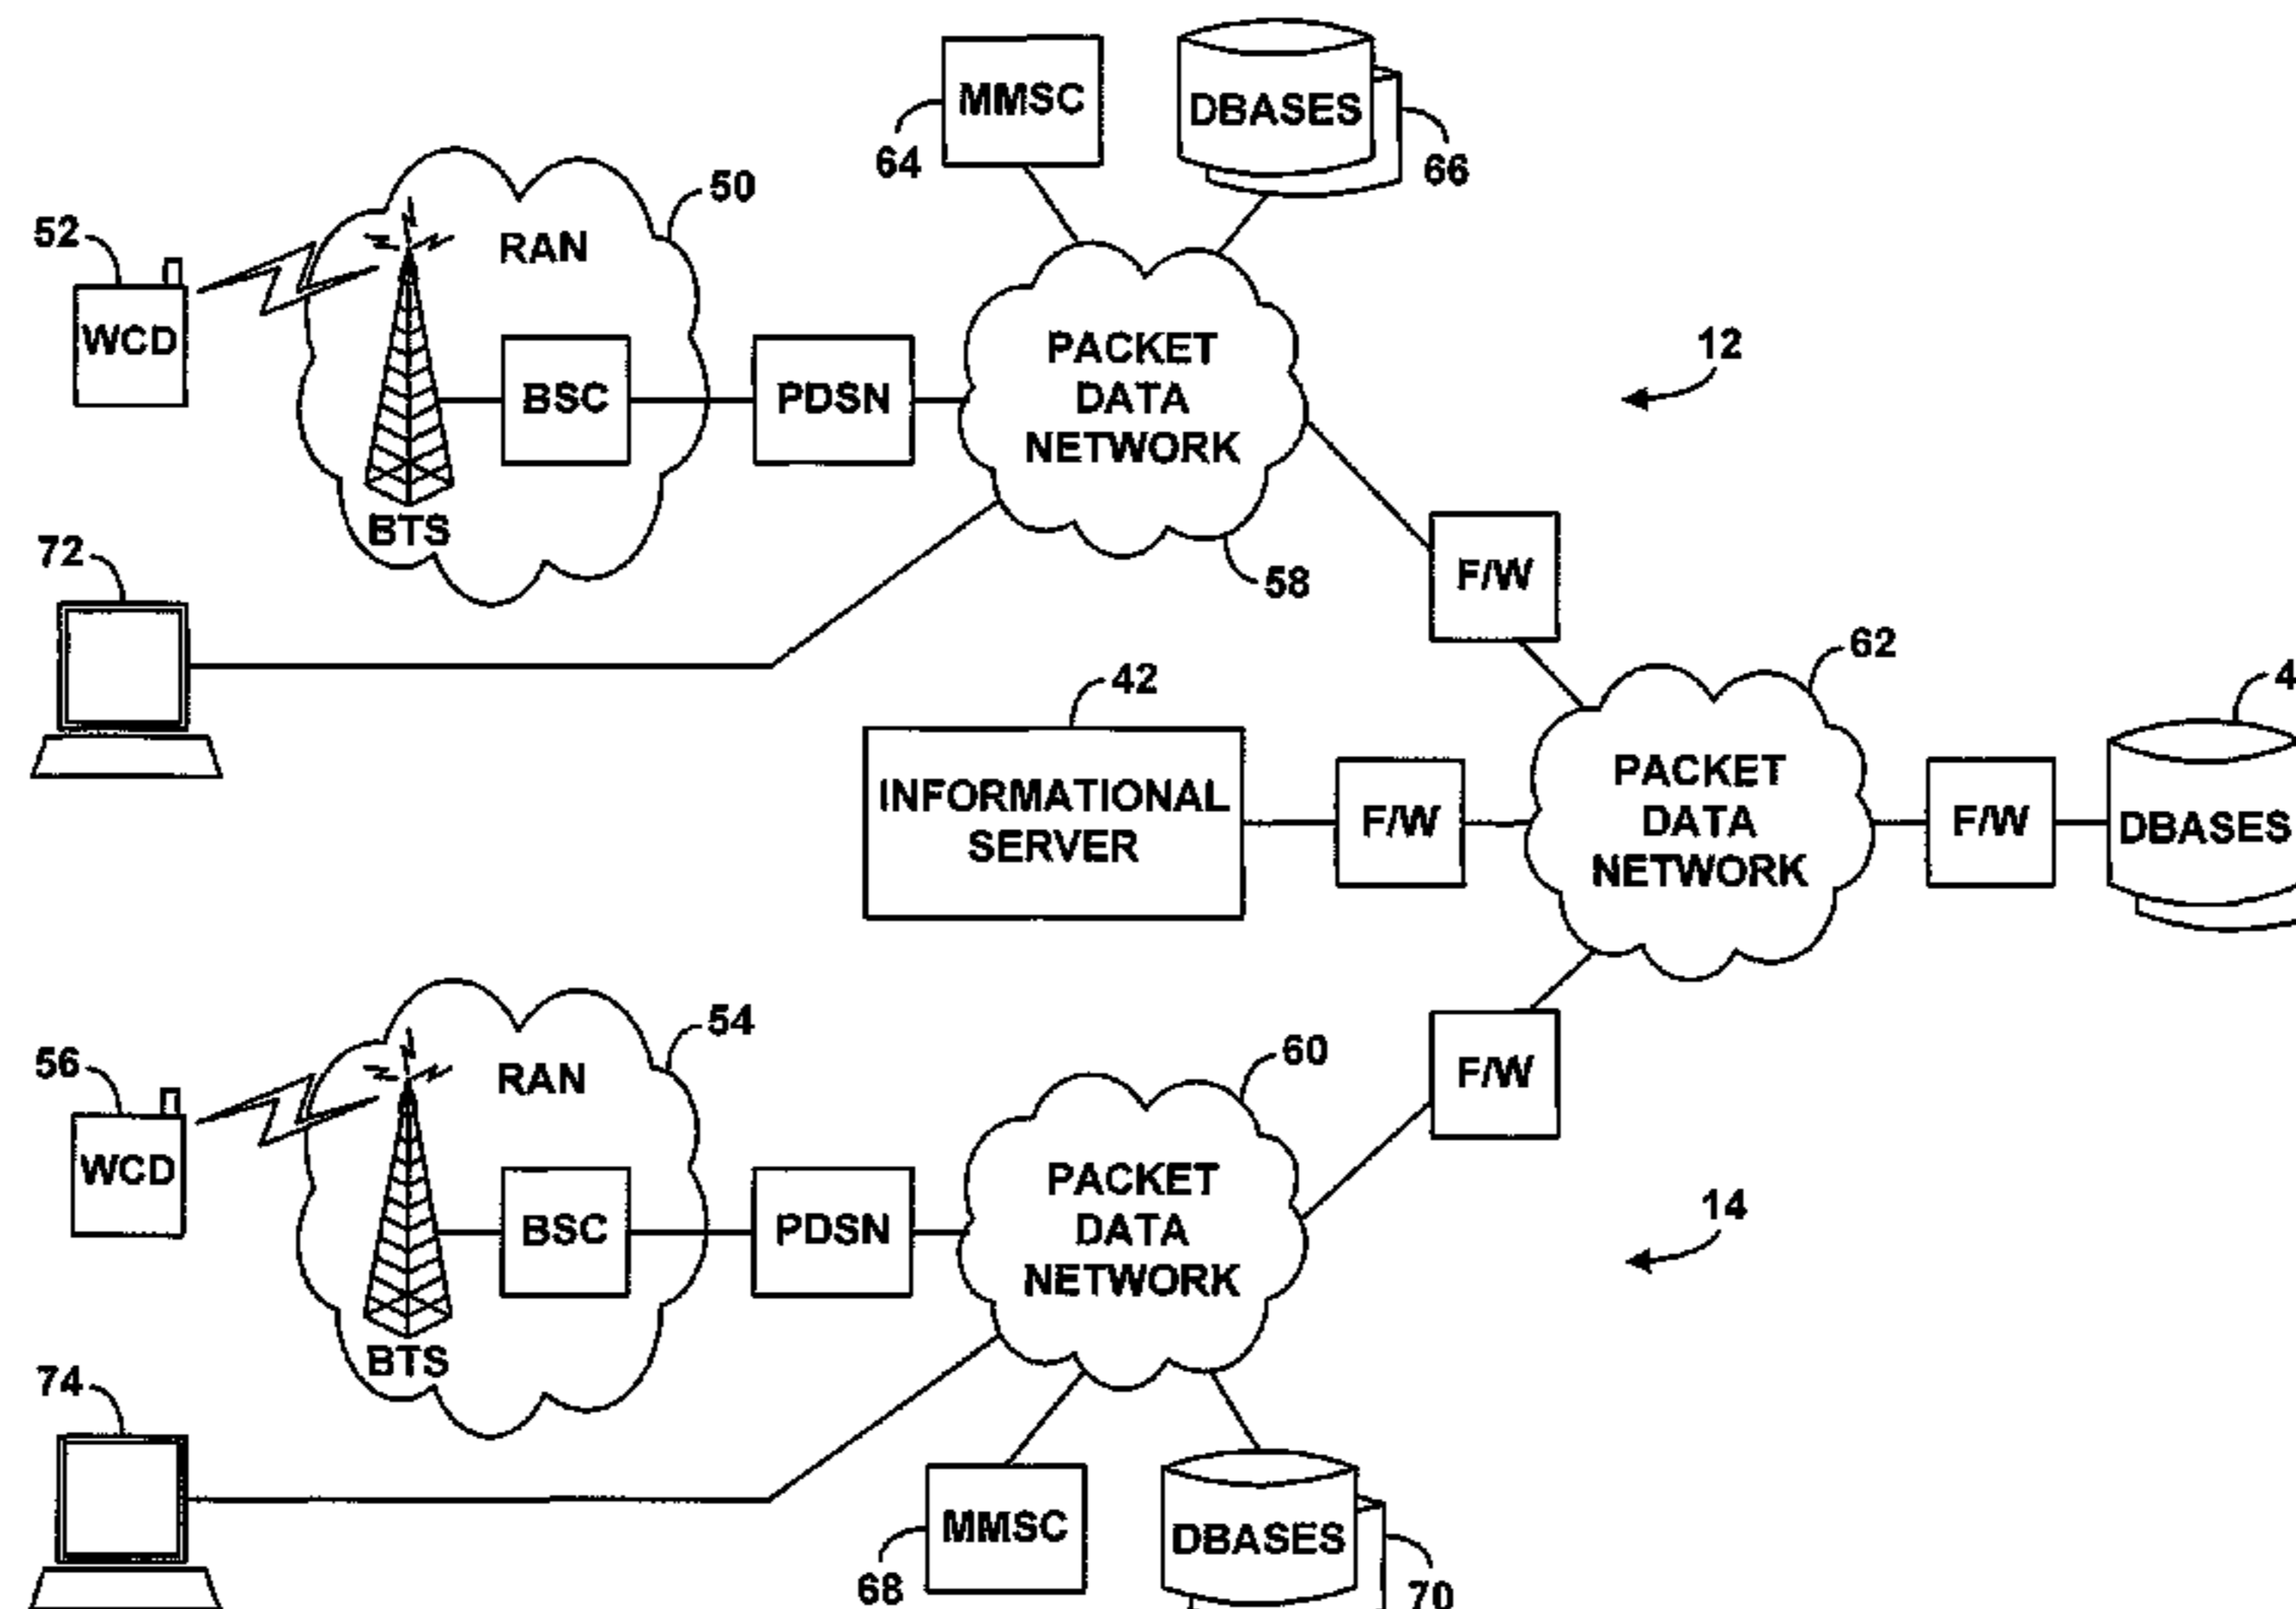 MMSC
64
DBASES
66
52
WCD
50
RAN
BSC
BTS
PDSN
PACKET
DATA
NETWORK
58
12
F/W
72
62
42
INFORMATIONAL
SERVER
F/W
PACKET
DATA
NETWORK
F/W
4
DBASES
56
WCD
54
RAN
BSC
BTS
PDSN
60
PACKET
DATA
NETWORK
F/W
14
74
MMSC
68
DBASES
70